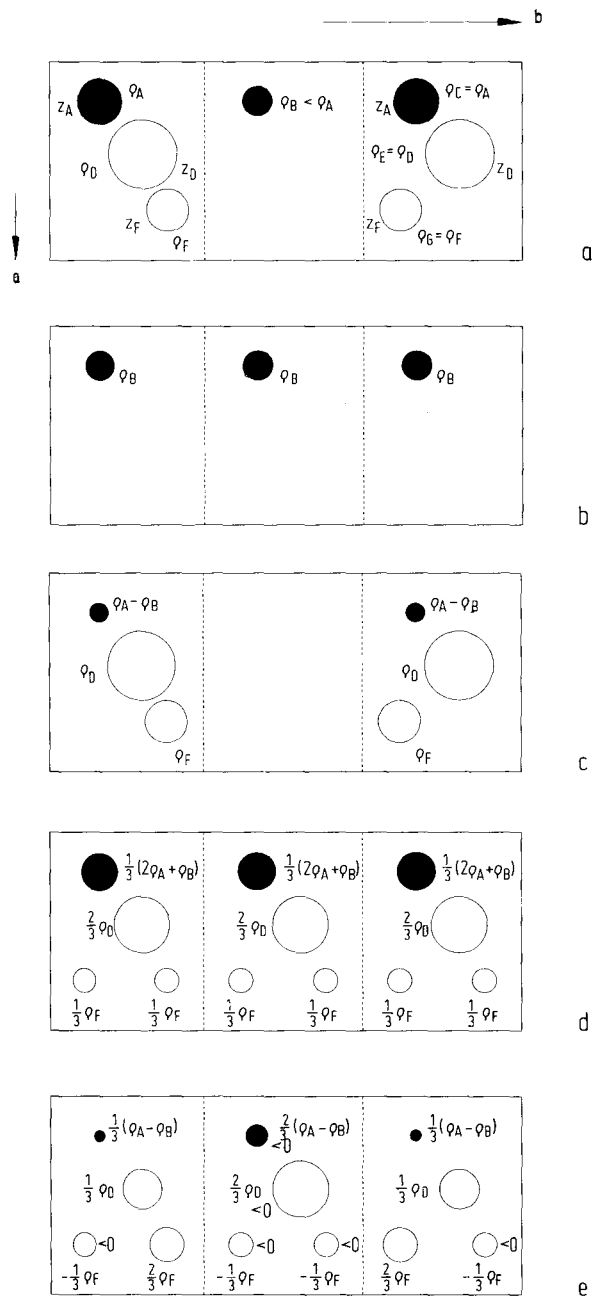 b
ϱA
ZA
ϱB < ϱA
ZA
ϱC = ϱA
ϱD
ZD
ϱE = ϱD
ZD
ZF
ϱF
ZF
ϱG = ϱF
a
a
ϱB
ϱB
ϱB
b
ϱA – ϱB
ϱA – ϱB
ϱD
ϱD
ϱF
ϱF
c
1/3 (2ϱA + ϱB)
1/3 (2ϱA + ϱB)
1/3 (2ϱA + ϱB)
2/3 ϱD
2/3 ϱD
2/3 ϱD
1/3 ϱF
1/3 ϱF
1/3 ϱF
1/3 ϱF
1/3 ϱF
1/3 ϱF
d
1/3 (ϱA – ϱB)
2/3 (ϱA – ϱB)
<0
1/3 (ϱA – ϱB)
1/3 ϱD
2/3 ϱD
<0
1/3 ϱD
<0
<0
<0
<0
-1/3 ϱF
2/3 ϱF
-1/3 ϱF
-1/3 ϱF
2/3 ϱF
-1/3 ϱF
e